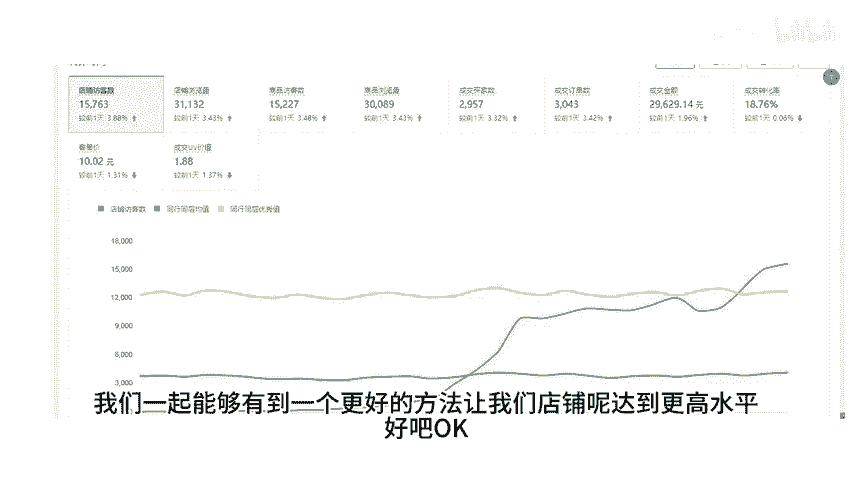 店铺访客数 店铺浏览量 商品访客数 商品浏览量 成交买家数 成交订单数 成交金额 成交转化率
15,763 31,132 15,227 30,089 2,957 3,043 29,629.14 元 18.76%
较前1天 3.88% 较前1天 3.43% 较前1天 3.48% 较前1天 3.43% 较前1天 3.32% 较前1天 3.42% 较前1天 1.96% 较前1天 0.06%
客单价 成交UV价值
10.02 元 1.88
较前1天 1.31% 较前1天 1.37%
店铺访客数 同行同层均值 同行同层优秀值
18,000
15,000
12,000
9,000
6,000
3,000
我们一起能够有到一个更好的方法让我们店铺呢达到更高水平
好吧OK